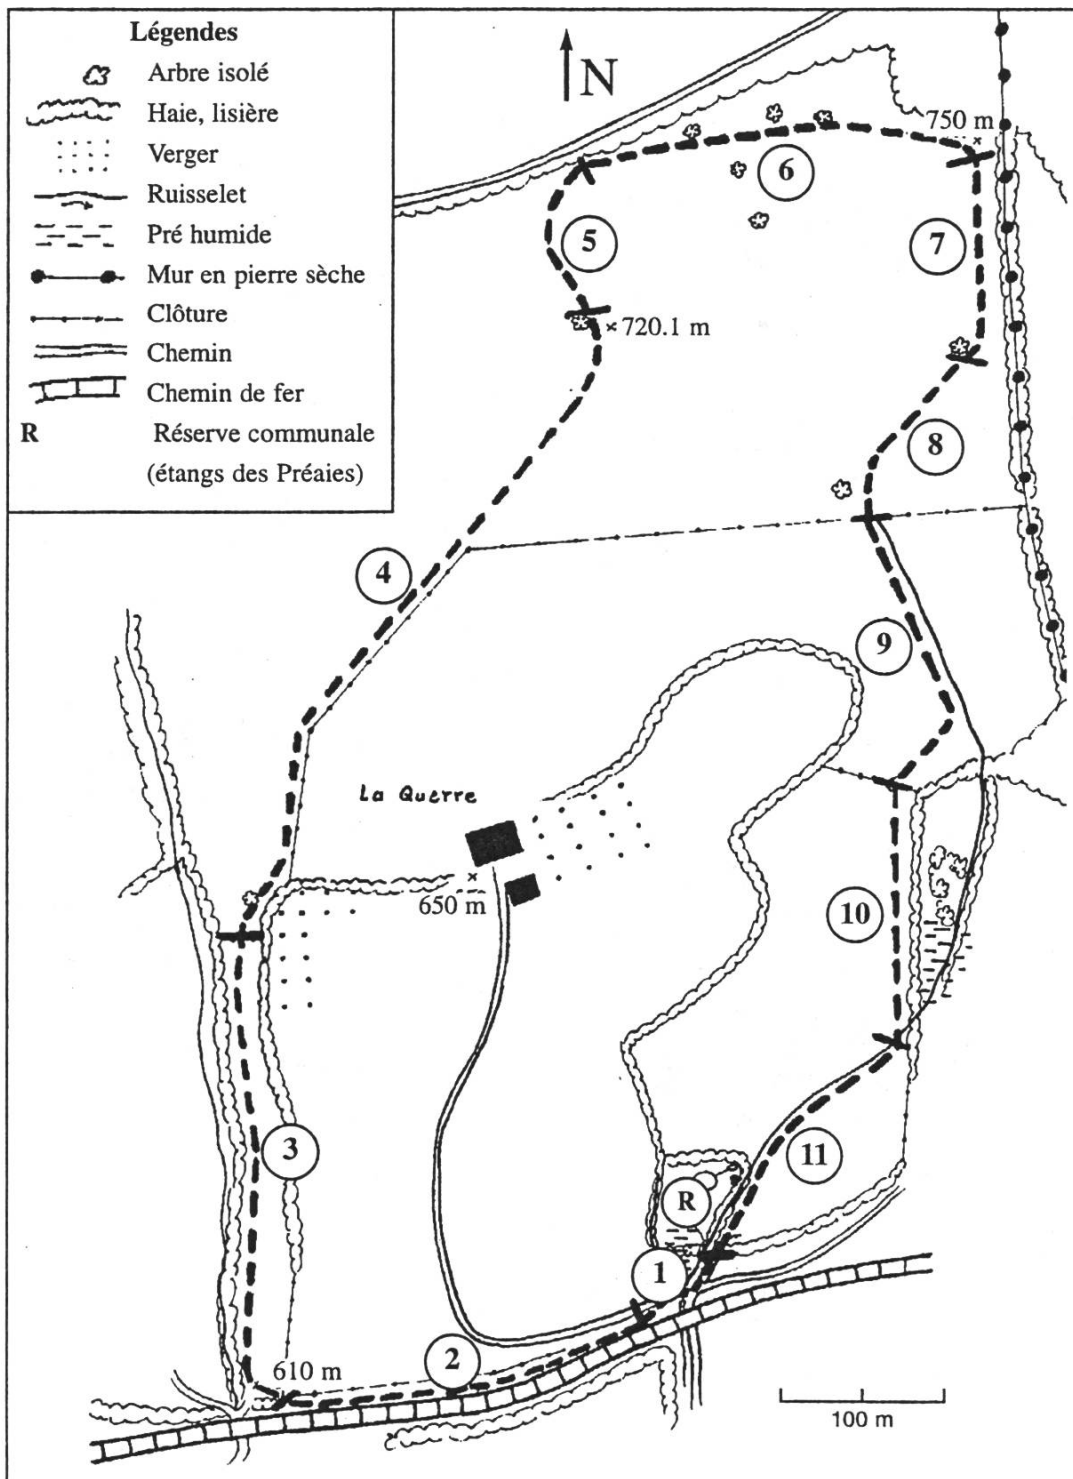 Légendes
Arbre isolé
Haie, lisière
Verger
Ruisselet
Pré humide
Mur en pierre sèche
Clôture
Chemin
Chemin de fer
R Réserve communale
(étangs des Préaies)
N
750 m
6
5
7
720.1 m
8
4
9
La Querre
650 m
10
3
11
R
1
610 m
2
100 m